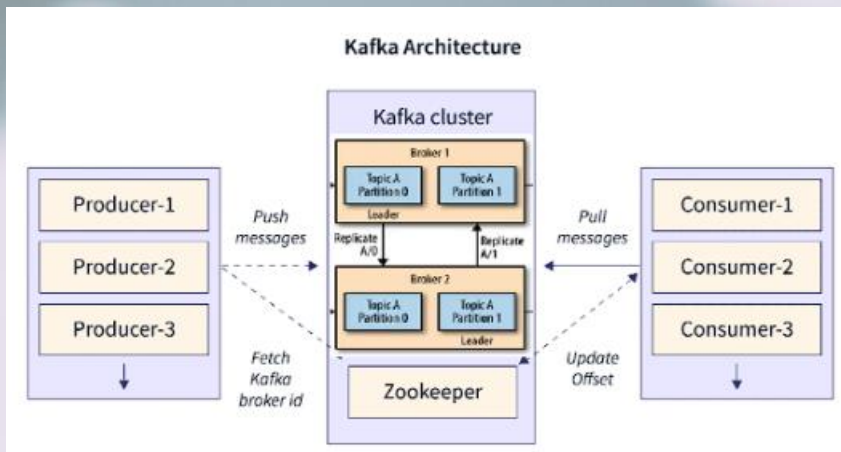 Kafka Architecture
Kafka cluster
Broker 1
Topic A
Partition 0
Topic A
Partition 1
Leader
Replicate
A/0
Replicate
A/1
Broker 2
Topic A
Partition 0
Topic A
Partition 1
Leader
Zookeeper
Producer-1
Producer-2
Producer-3
Push
messages
Fetch
Kafka
broker id
Pull
messages
Update
Offset
Consumer-1
Consumer-2
Consumer-3